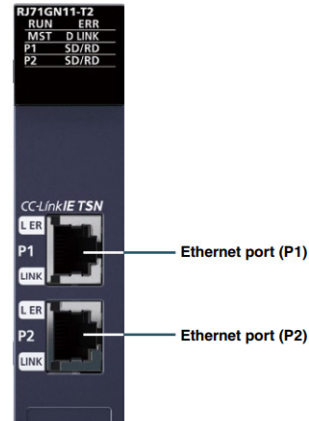 RJ71GN11-T2
RUN ERR
MST D LINK
P1 SD/RD
P2 SD/RD
CC-Link IE TSN
L ER
P1
Ethernet port (P1)
LINK
L ER
P2
Ethernet port (P2)
LINK